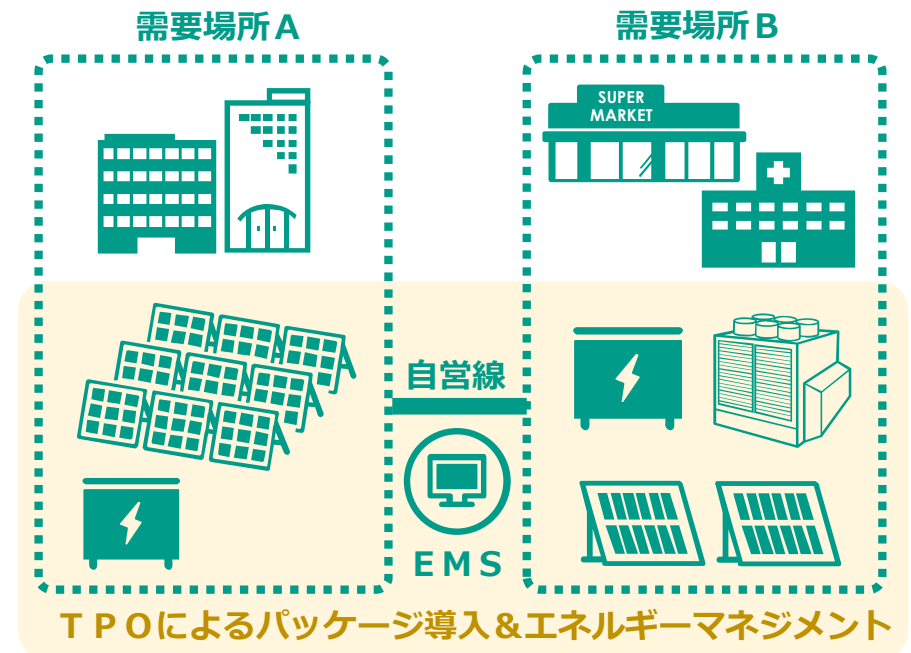 需要場所A
需要場所B
SUPER
MARKET
自営線
EMS
TPOによるパッケージ導入&エネルギーマネジメント